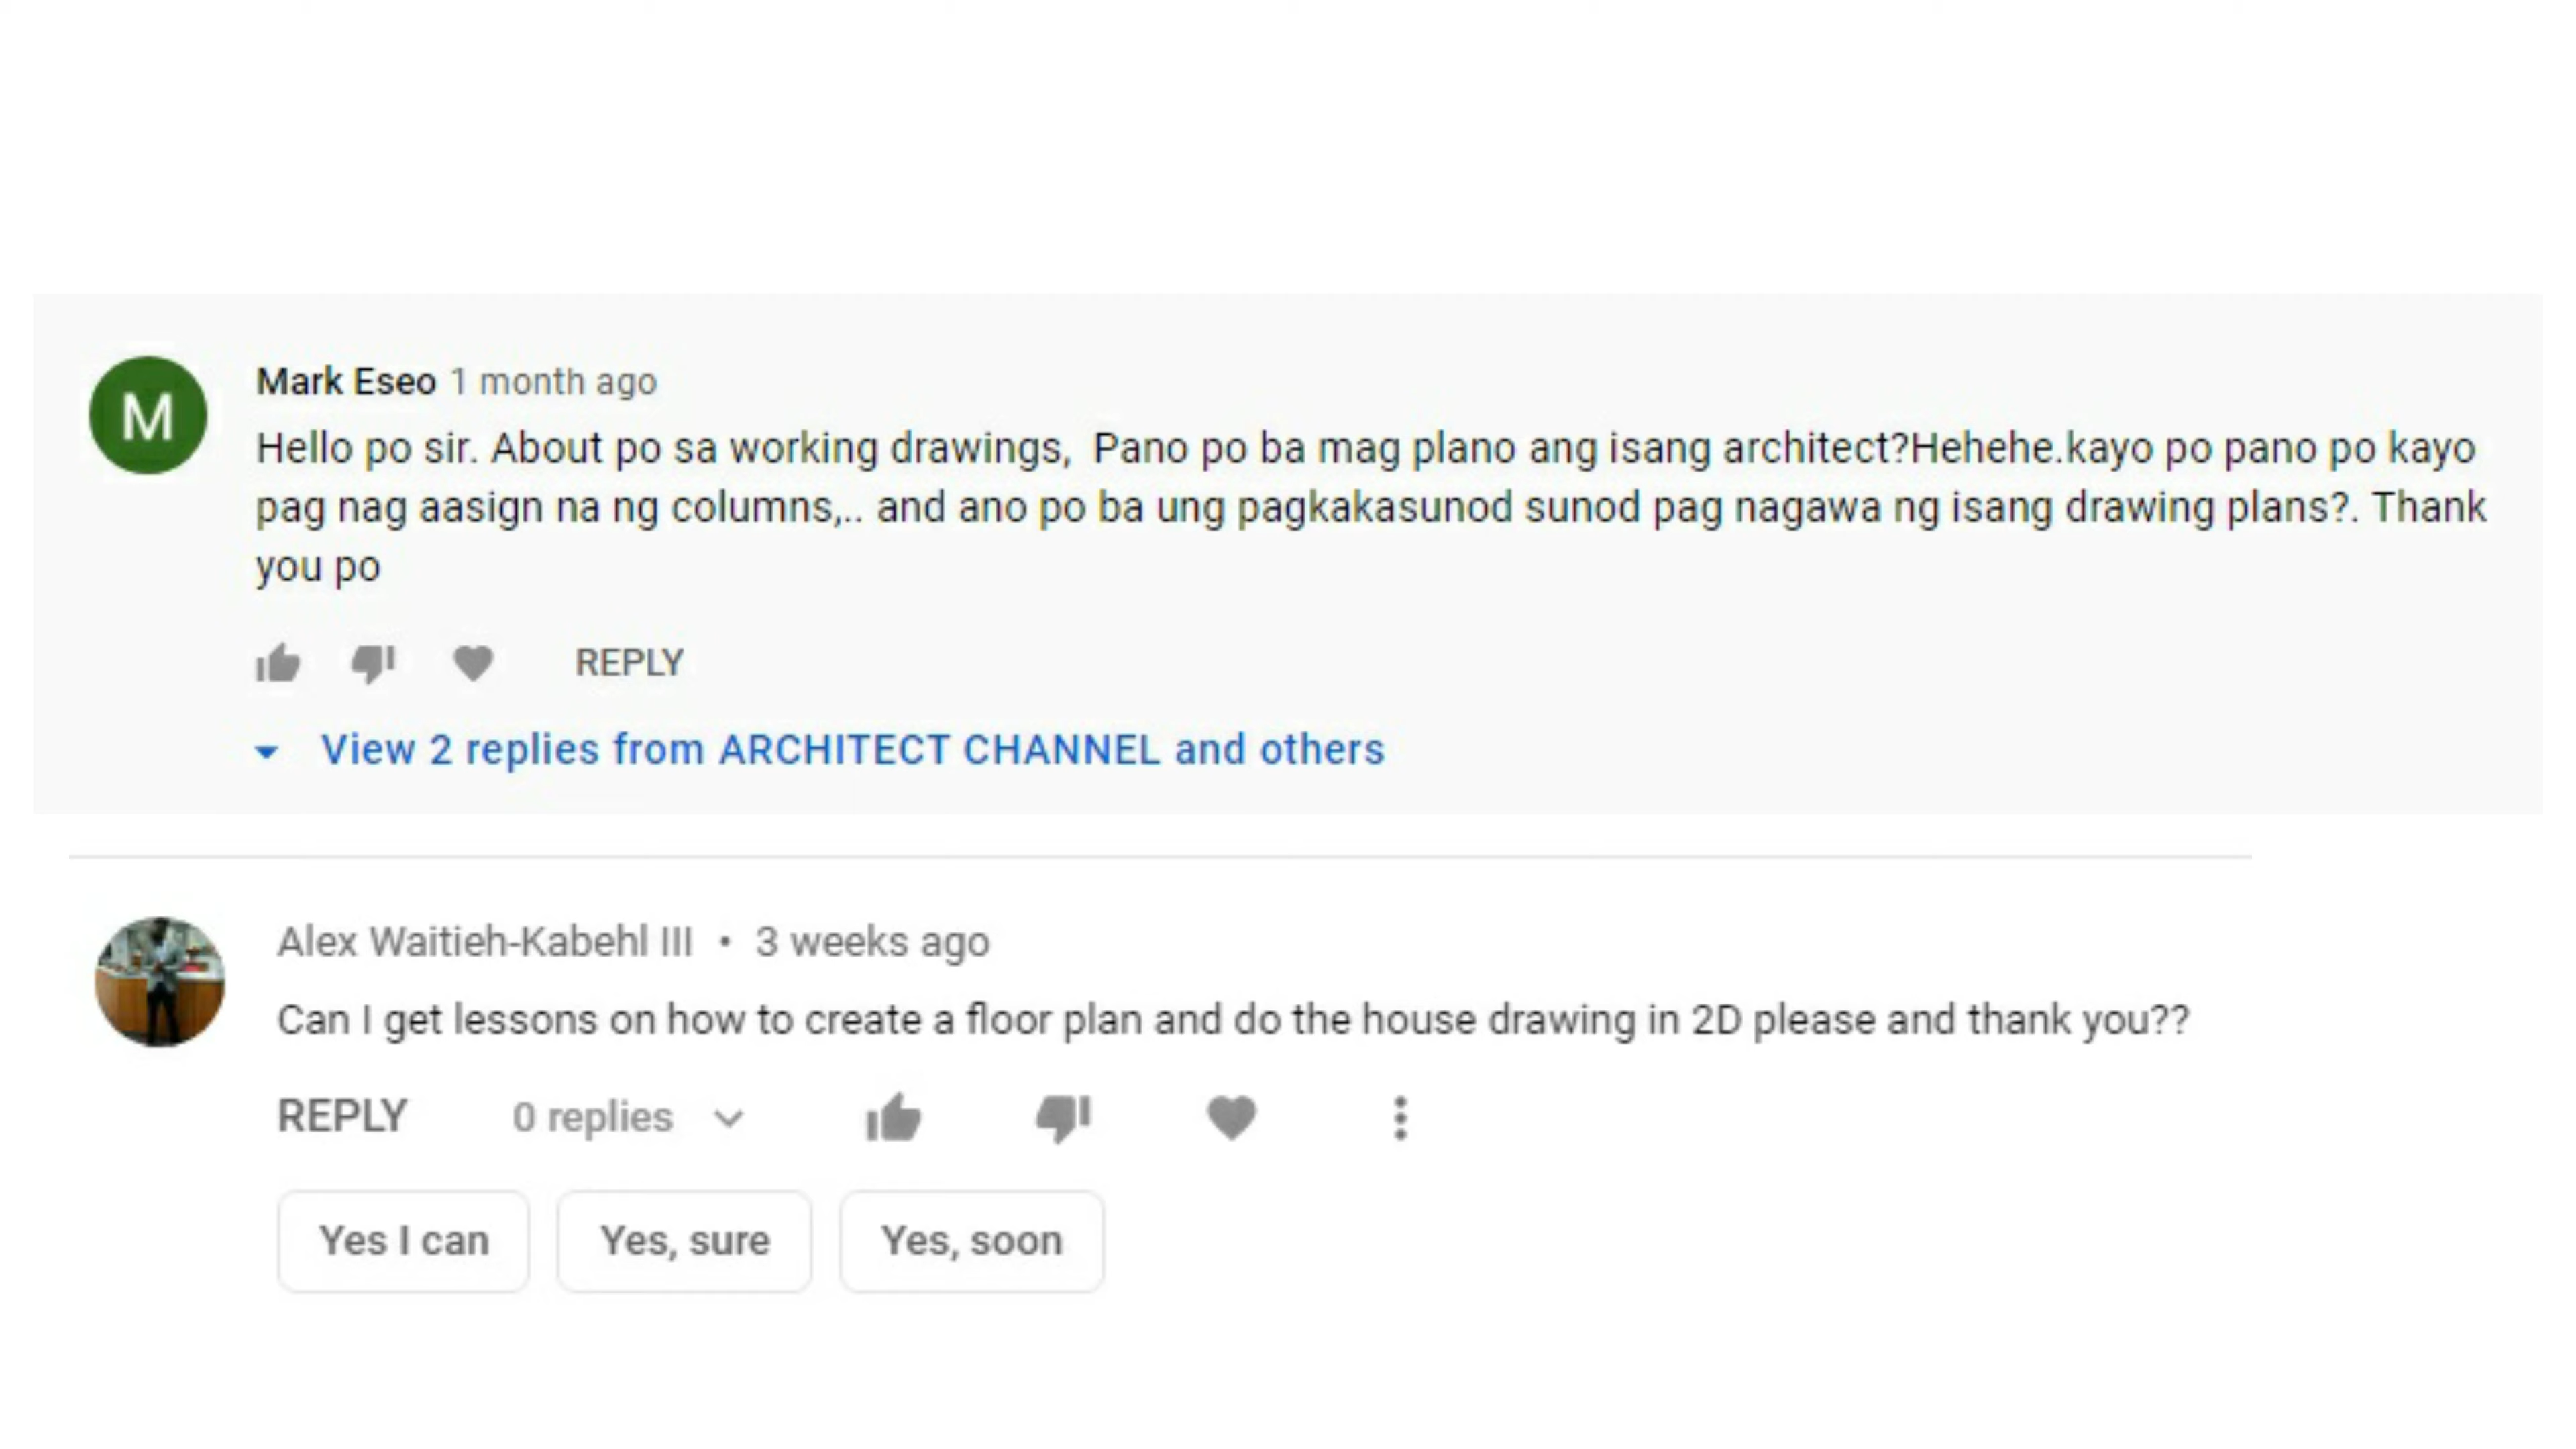 M
Mark Eseo 1 month ago
Hello po sir. About po sa working drawings,  Pano po ba mag plano ang isang architect?Hehehe.kayo po pano po kayo
pag nag aasign na ng columns,.. and ano po ba ung pagkakasunod sunod pag nagawa ng isang drawing plans?. Thank
you po
REPLY
View 2 replies from ARCHITECT CHANNEL and others
Alex Waitieh-Kabehl III • 3 weeks ago
Can I get lessons on how to create a floor plan and do the house drawing in 2D please and thank you??
REPLY 0 replies
Yes I can Yes, sure Yes, soon